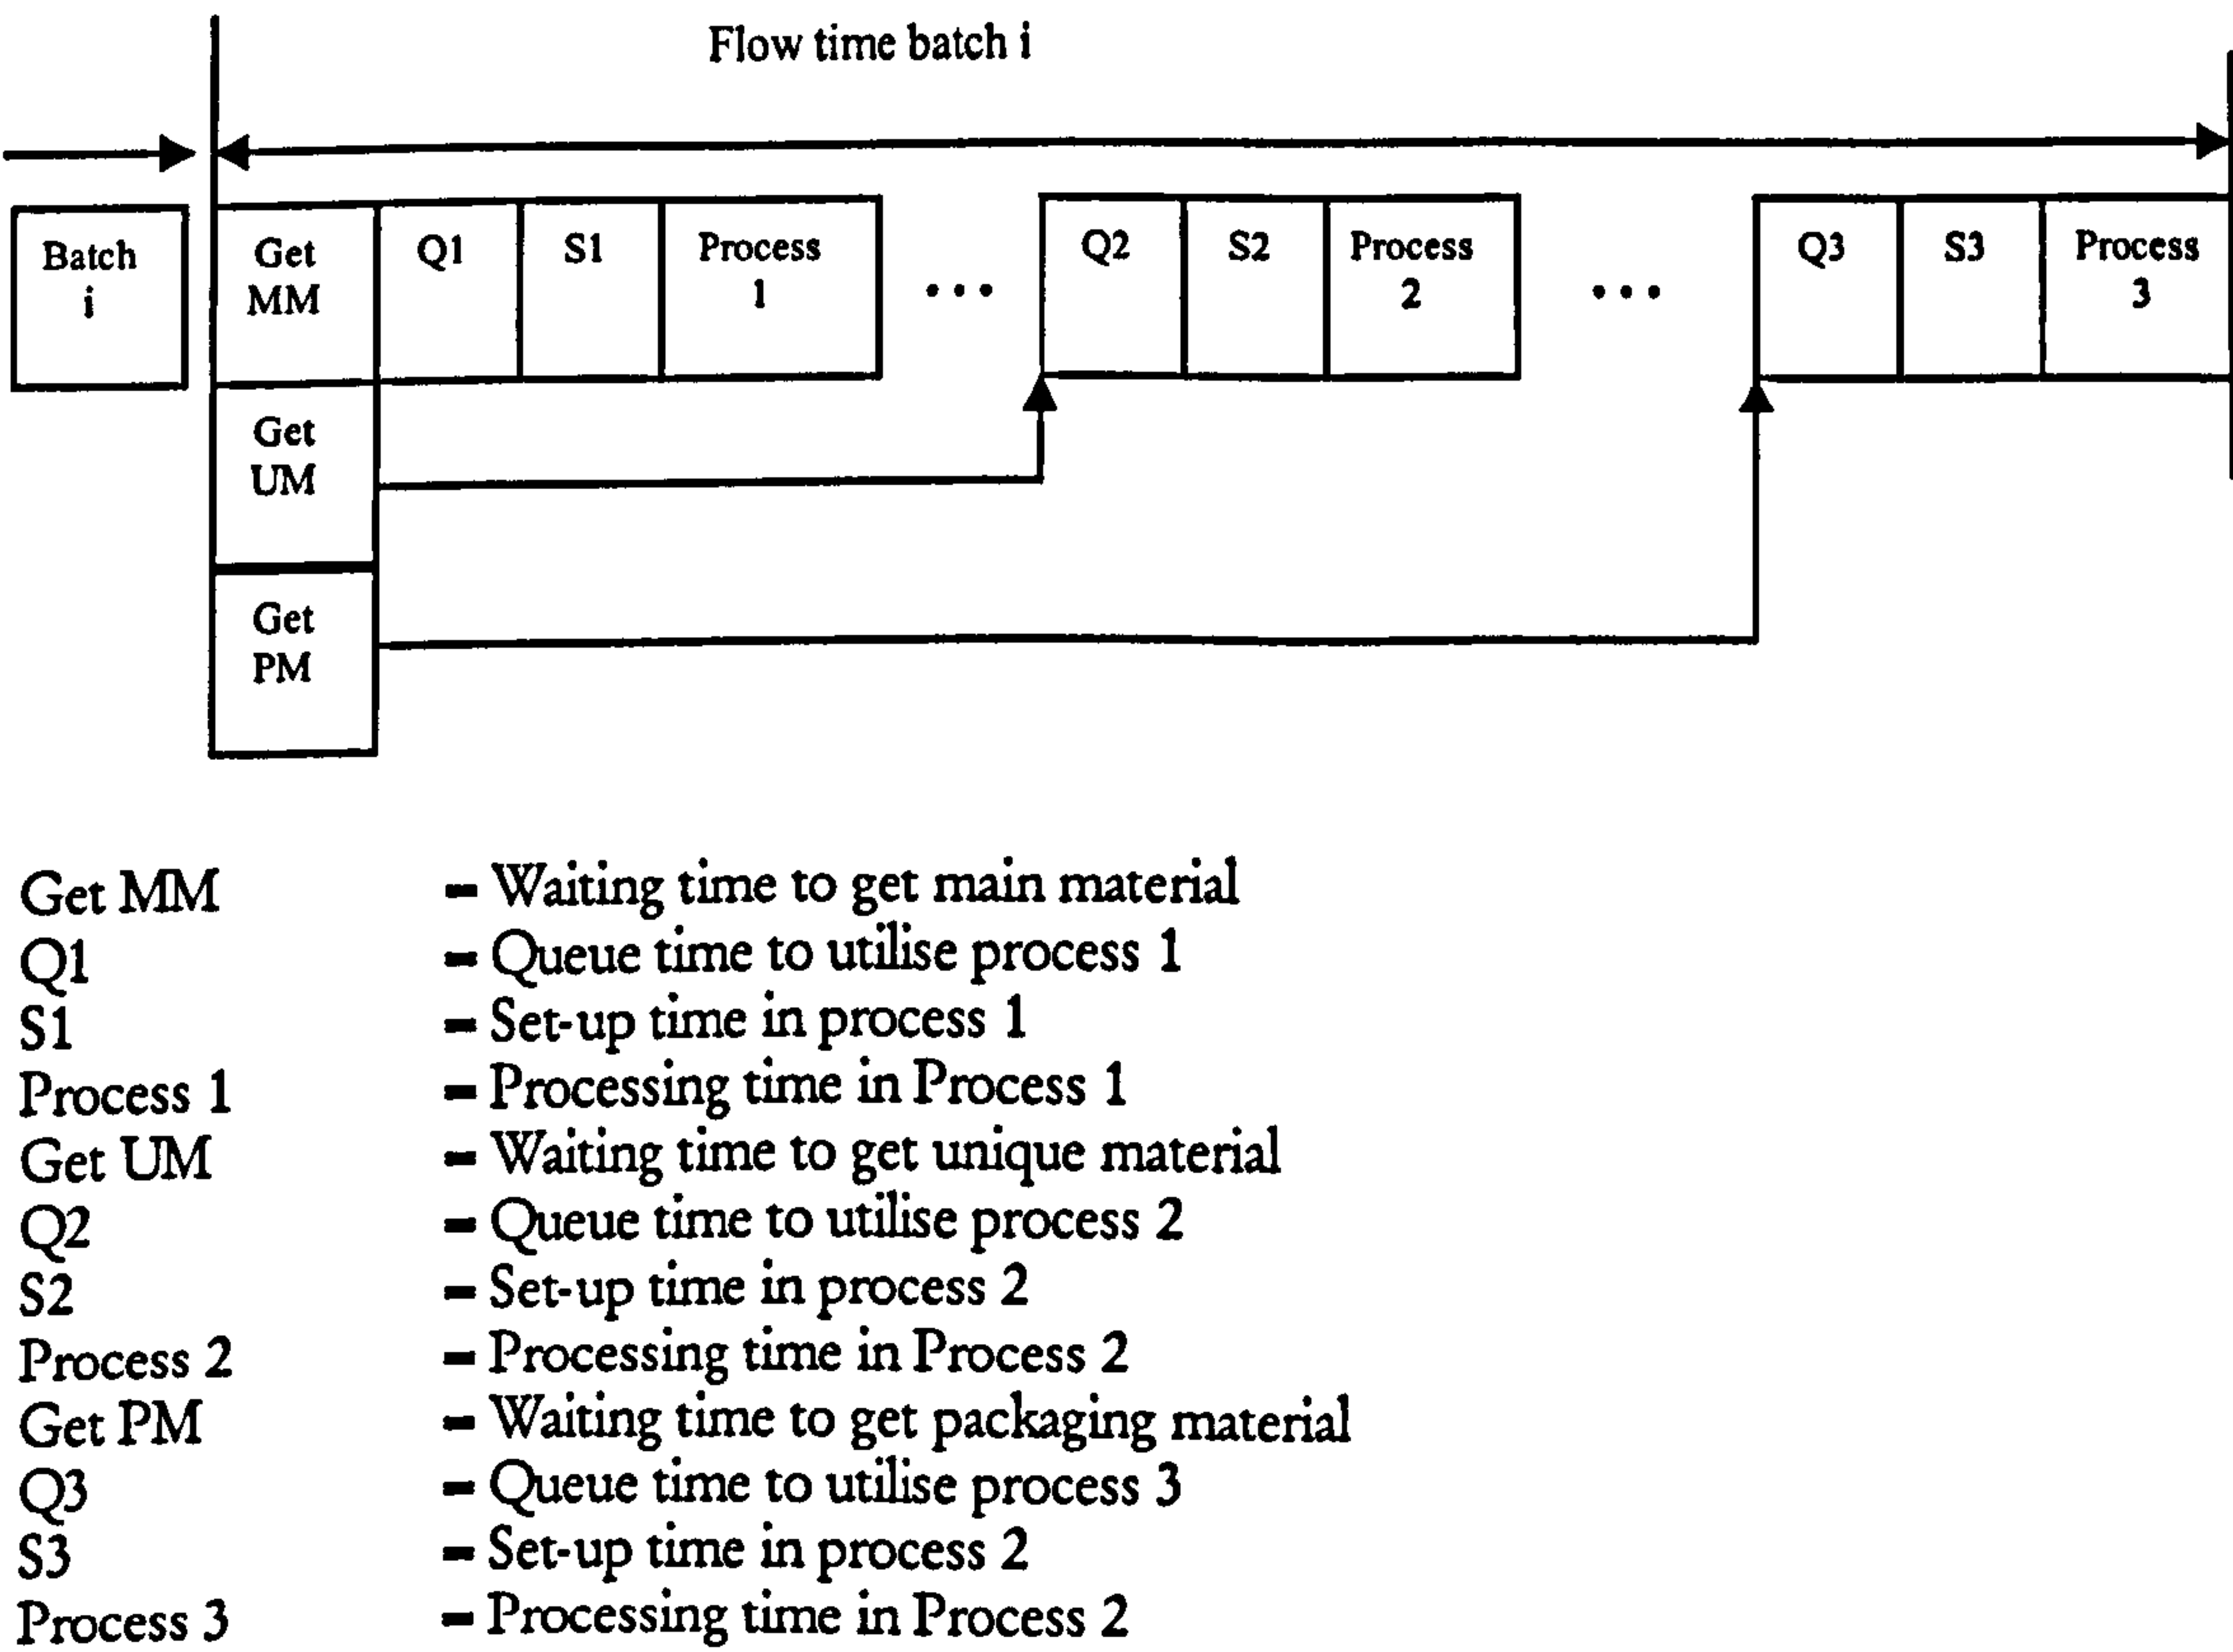 Flow time batch i
Batch
i
Get
MM
Q1
S1
Process
1
...
Q2
S2
Process
2
...
Q3
S3
Process
3
Get
UM
Get
PM
Get MM = Waiting time to get main material
Q1 = Queue time to utilise process 1
S1 = Set-up time in process 1
Process 1 = Processing time in Process 1
Get UM = Waiting time to get unique material
Q2 = Queue time to utilise process 2
S2 = Set-up time in process 2
Process 2 = Processing time in Process 2
Get PM = Waiting time to get packaging material
Q3 = Queue time to utilise process 3
S3 = Set-up time in process 2
Process 3 = Processing time in Process 2